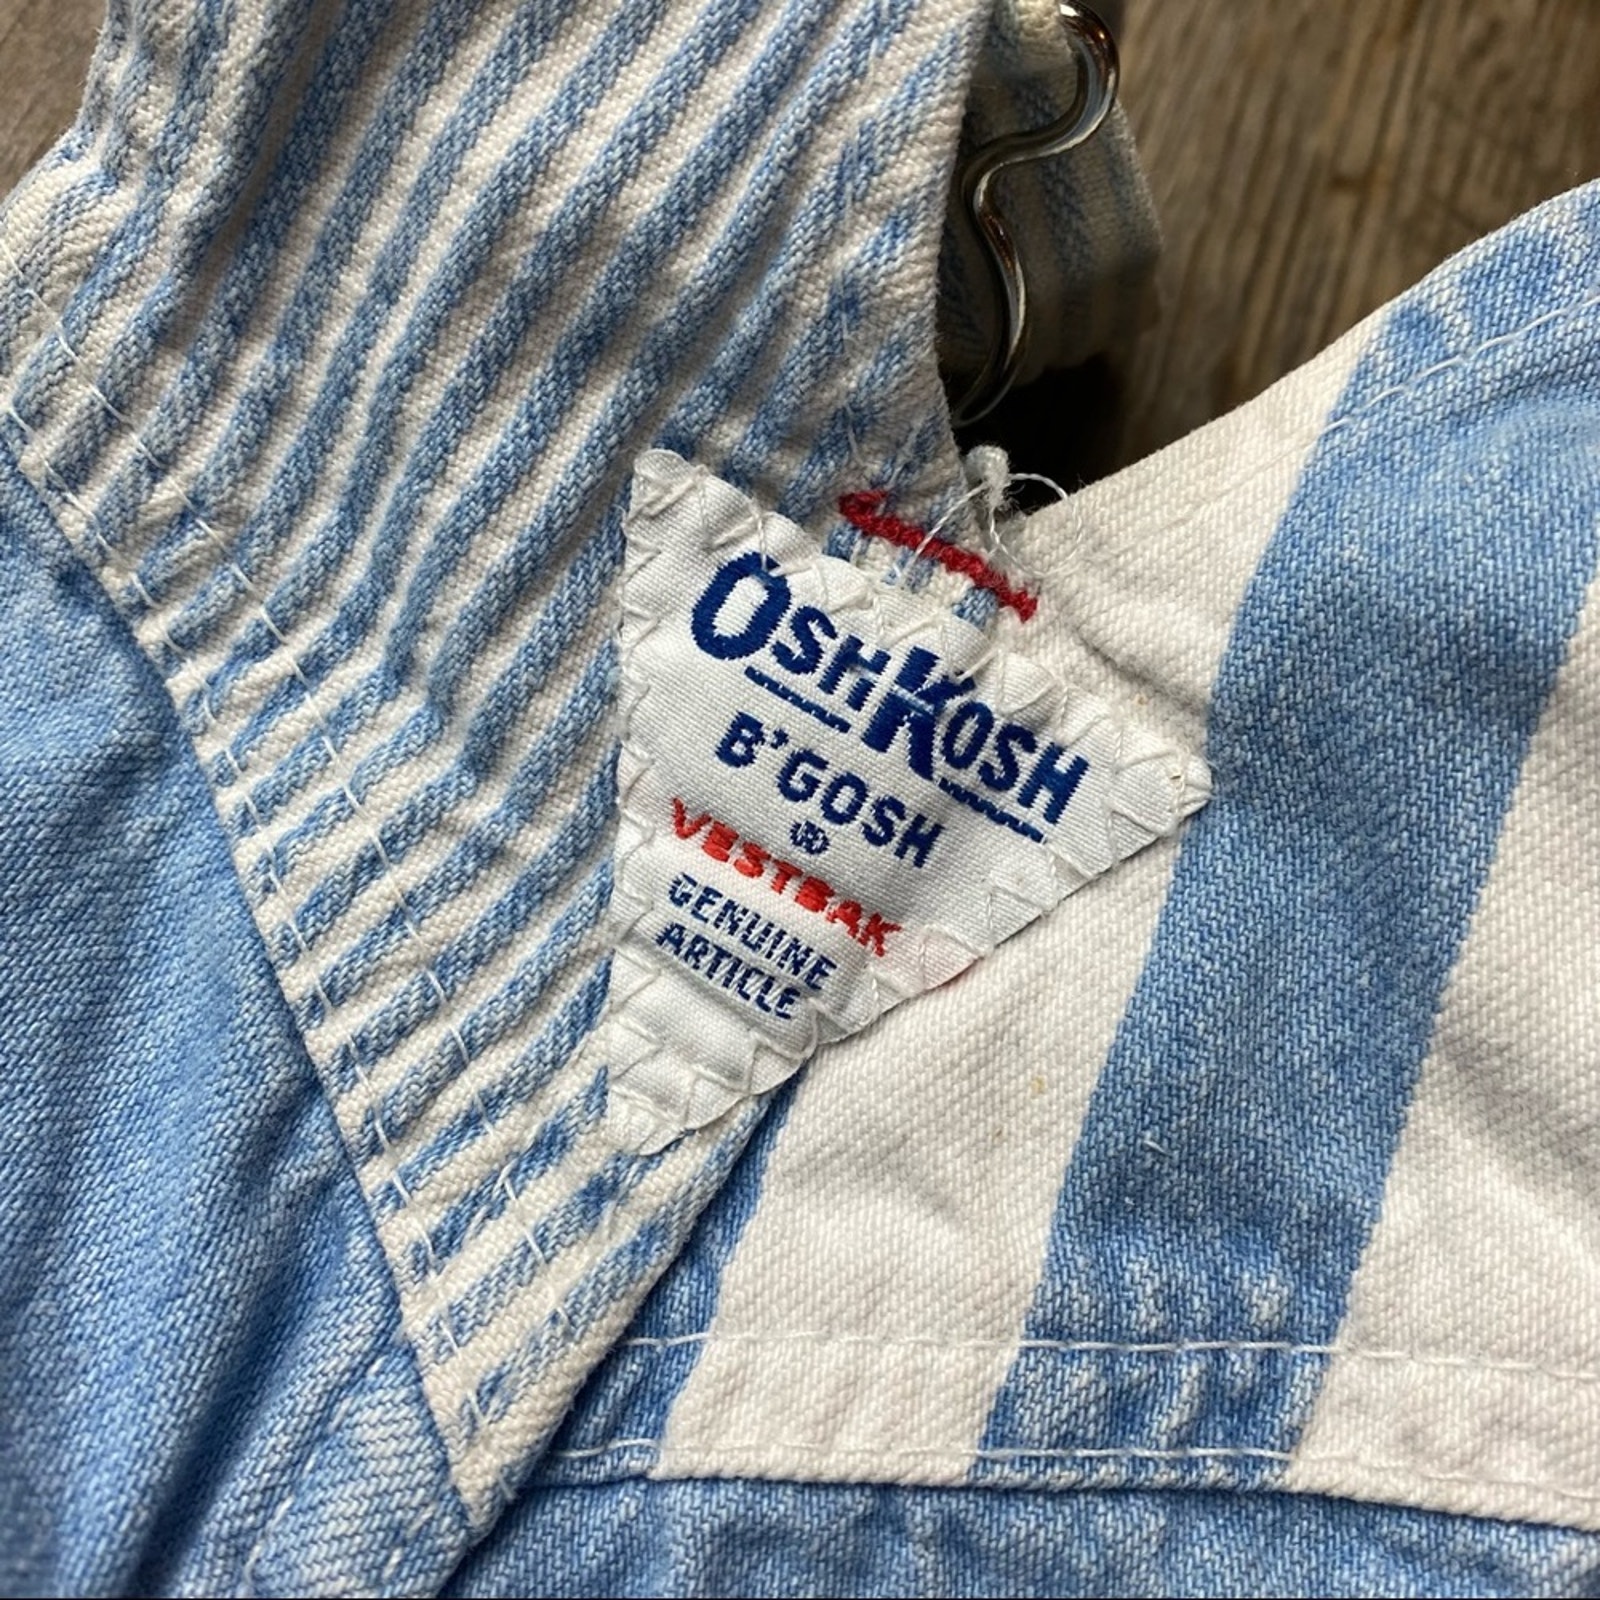 OSHKOSH
B'GOSH
®
VESTBAK
GENUINE
ARTICLE